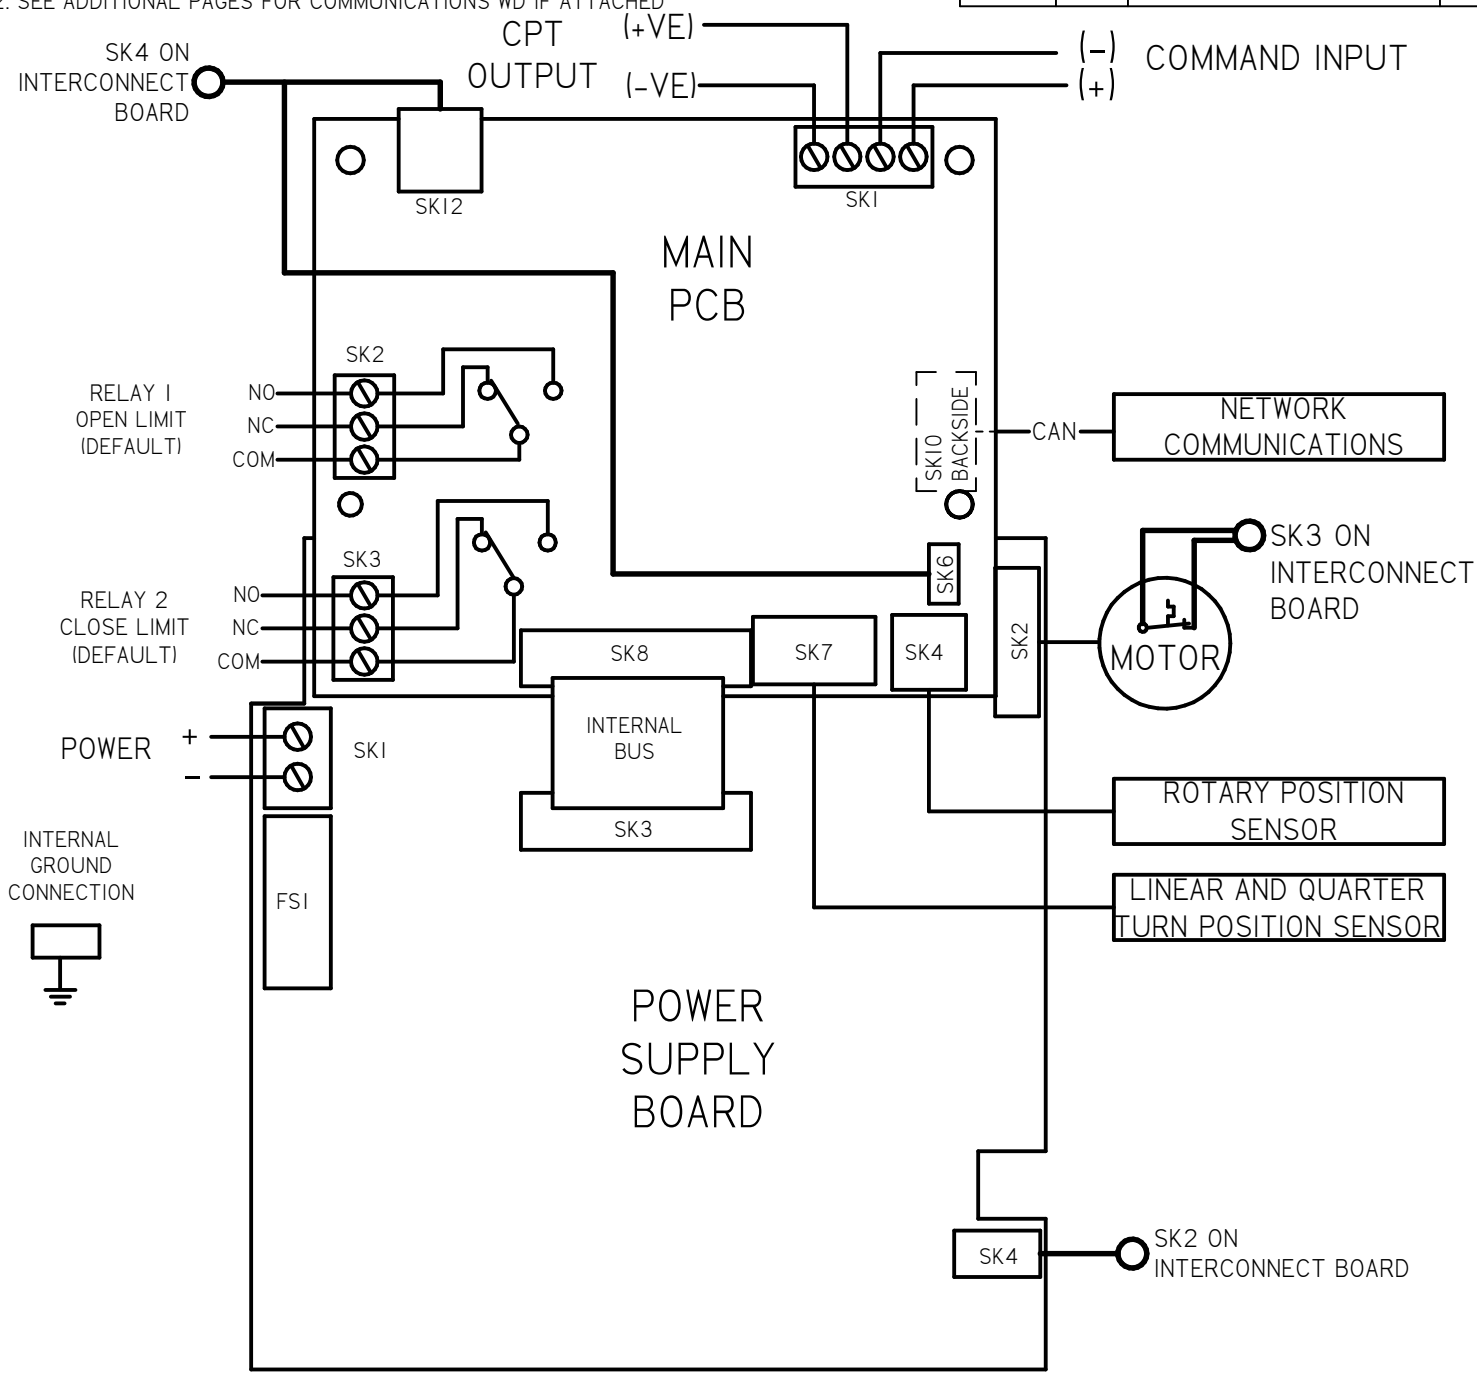 2. SEE ADDITIONAL PAGES FOR COMMUNICATIONS WD IF ATTACHED
SK4 ON
INTERCONNECT
BOARD
CPT
OUTPUT
(+VE)
(-VE)
(-)
(+)
COMMAND INPUT
SK12
SK1
MAIN
PCB
SK2
RELAY 1
OPEN LIMIT
(DEFAULT)
NO
NC
COM
SK10
BACKSIDE
CAN
NETWORK
COMMUNICATIONS
SK3
RELAY 2
CLOSE LIMIT
(DEFAULT)
NO
NC
COM
SK6
SK3 ON
INTERCONNECT
BOARD
SK8
SK7
SK4
SK2
MOTOR
POWER
+
-
SK1
INTERNAL
BUS
SK3
ROTARY POSITION
SENSOR
LINEAR AND QUARTER
TURN POSITION SENSOR
INTERNAL
GROUND
CONNECTION
FS1
POWER
SUPPLY
BOARD
SK4
SK2 ON
INTERCONNECT BOARD